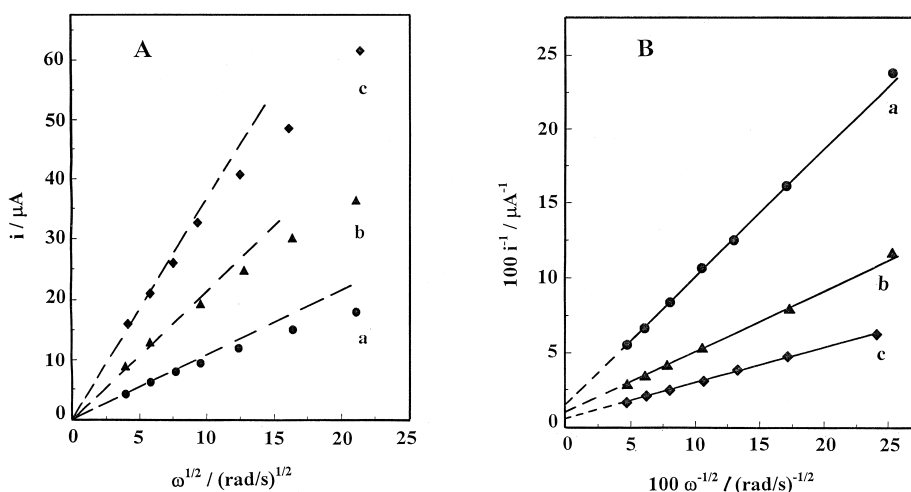 A
60
50
40
30
20
10
0
i / μA
c
b
a
0 5 10 15 20 25
ω^1/2 / (rad/s)^1/2
B
25
20
15
10
5
0
100 i^-1 / μA^-1
a
b
c
0 5 10 15 20 25
100 ω^-1/2 / (rad/s)^-1/2